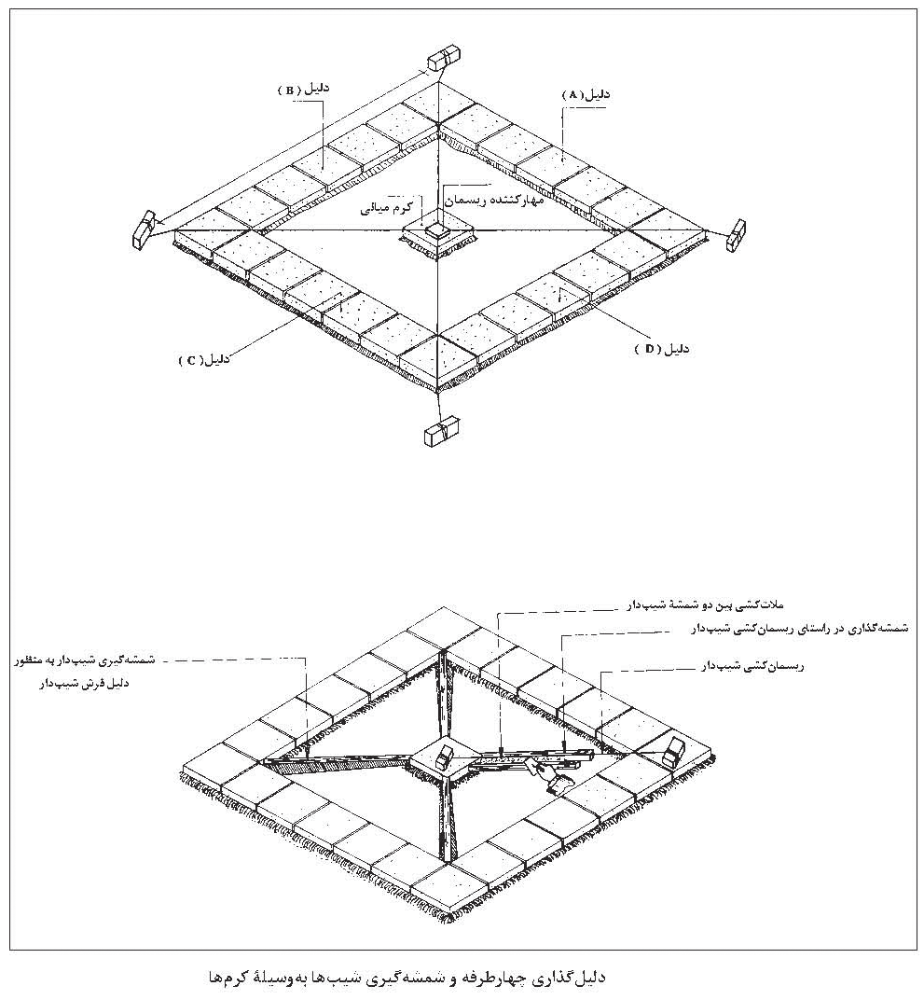 دلیل (B)
دلیل (A)
مهارکننده ریسمان
کرم میانی
دلیل (C)
دلیل (D)
ملات‌کشی بین دو شمشهٔ شیب‌دار
شمشه‌گذاری در راستای ریسمان‌کشی شیب‌دار
شمشه‌گیری شیب‌دار به منظور
دلیل فرش شیب‌دار
ریسمان‌کشی شیب‌دار
دلیل‌گذاری چهارطرفه و شمشه‌گیری شیب‌ها به‌وسیلهٔ کرم‌ها